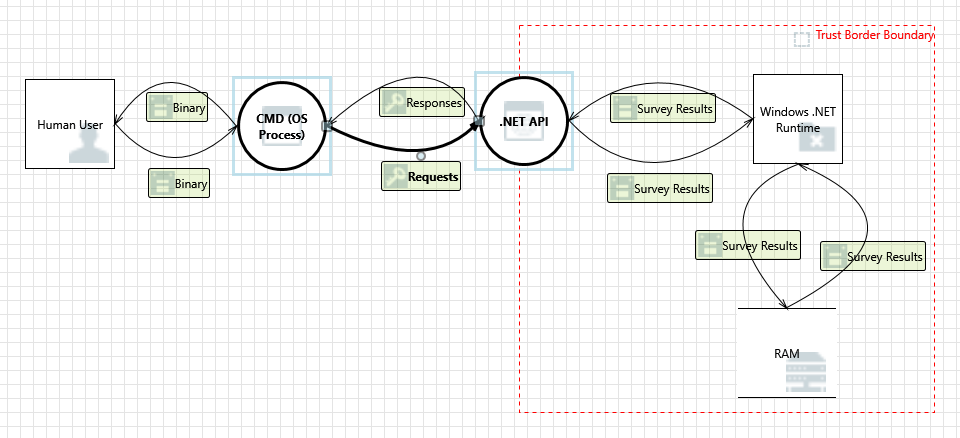 Trust Border Boundary
Human User
Binary
Binary
CMD (OS
Process)
Responses
Requests
.NET API
Survey Results
Survey Results
Windows .NET
Runtime
Survey Results
Survey Results
RAM